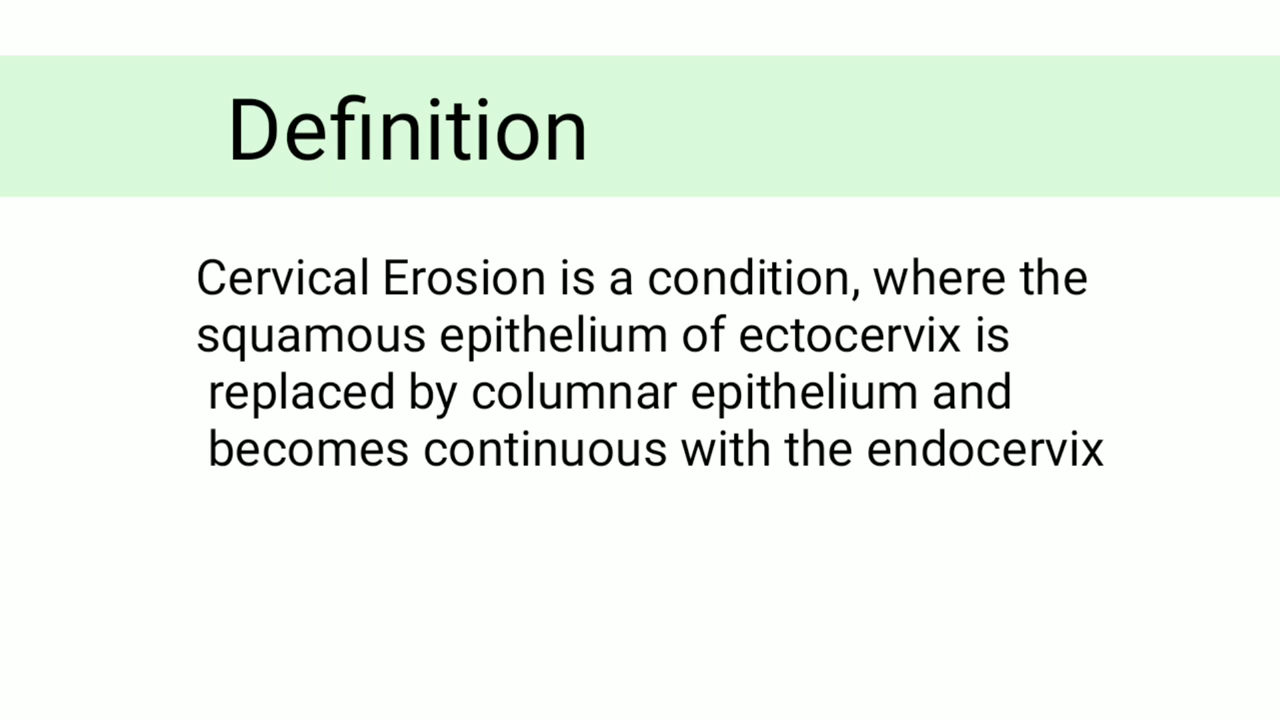 Definition
Cervical Erosion is a condition, where the
squamous epithelium of ectocervix is
replaced by columnar epithelium and
becomes continuous with the endocervix